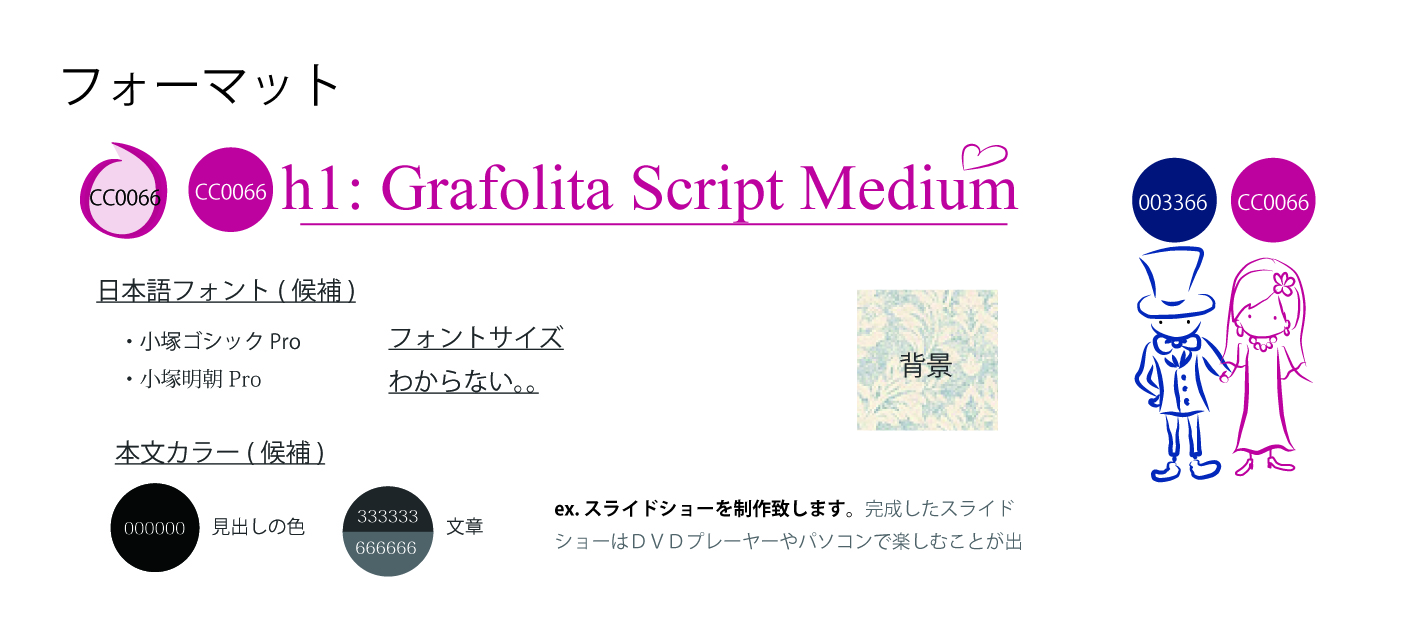 フォーマット
CC0066
CC0066
h1: Grafolita Script Medium
003366
CC0066
日本語フォント ( 候補 )
・小塚ゴシック Pro
・小塚明朝 Pro
フォントサイズ
わからない。。
背景
本文カラー ( 候補 )
000000
見出しの色
333333
666666
文章
ex. スライドショーを制作致します。完成したスライド
ショーはＤＶＤプレーヤーやパソコンで楽しむことが出